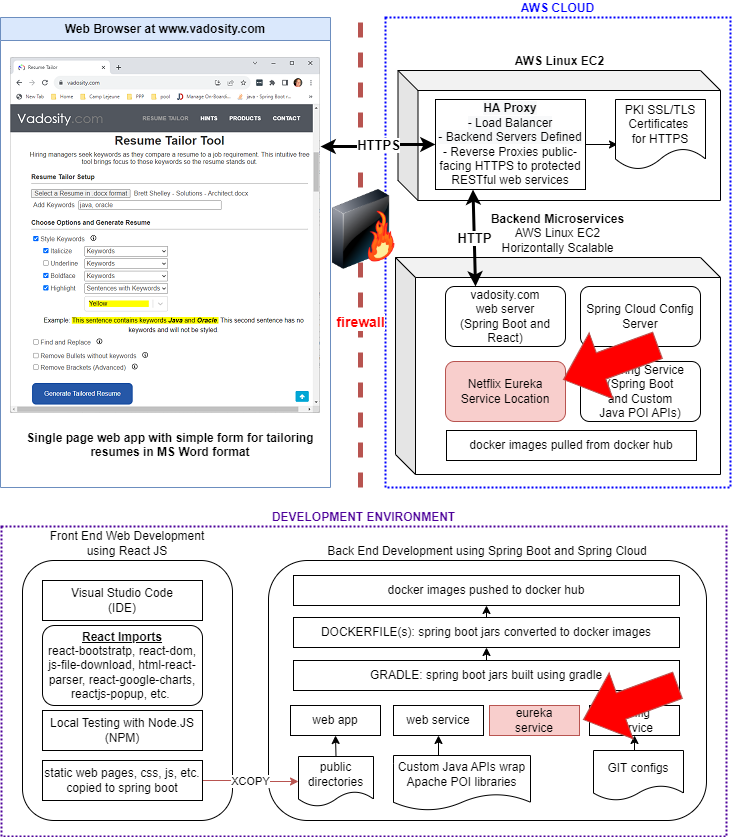 AWS CLOUD
Web Browser at www.vadosity.com
Resume Tailor
vadosity.com
New Tab Home Camp Lejeune PPP pool Manage On-Boardi... java - Spring Boot r...
Vadosity.com
RESUME TAILOR HINTS PRODUCTS CONTACT
Resume Tailor Tool
Hiring managers seek keywords as they compare a resume to a job requirement. This intuitive free
tool brings focus to those keywords so the resume stands out.
Resume Tailor Setup
Select a Resume in .docx format Brett Shelley - Solutions - Architect.docx
Add Keywords java, oracle
Choose Options and Generate Resume
Style Keywords
Italicize Keywords
Underline Keywords
Boldface Keywords
Highlight Sentences with Keywords
Yellow
Example: This sentence contains keywords Java and Oracle. This second sentence has no
keywords and will not be styled.
Find and Replace
Remove Bullets without keywords
Remove Brackets (Advanced)
Generate Tailored Resume
Single page web app with simple form for tailoring
resumes in MS Word format
HTTPS
firewall
AWS Linux EC2
HA Proxy
- Load Balancer
- Backend Servers Defined
- Reverse Proxies public-
facing HTTPS to protected
RESTful web services
PKI SSL/TLS
Certificates
for HTTPS
HTTP
Backend Microservices
AWS Linux EC2
Horizontally Scalable
vadosity.com
web server
(Spring Boot and
React)
Spring Cloud Config
Server
Netflix Eureka
Service Location
Service
(Spring Boot
and Custom
Java POI APIs)
docker images pulled from docker hub
DEVELOPMENT ENVIRONMENT
Front End Web Development
using React JS
Visual Studio Code
(IDE)
React Imports
react-bootstratp, react-dom,
js-file-download, html-react-
parser, react-google-charts,
reactjs-popup, etc.
Local Testing with Node.JS
(NPM)
static web pages, css, js, etc.
copied to spring boot
XCOPY
Back End Development using Spring Boot and Spring Cloud
docker images pushed to docker hub
DOCKERFILE(s): spring boot jars converted to docker images
GRADLE: spring boot jars built using gradle
web app
web service
eureka
service
public
directories
Custom Java APIs wrap
Apache POI libraries
GIT configs